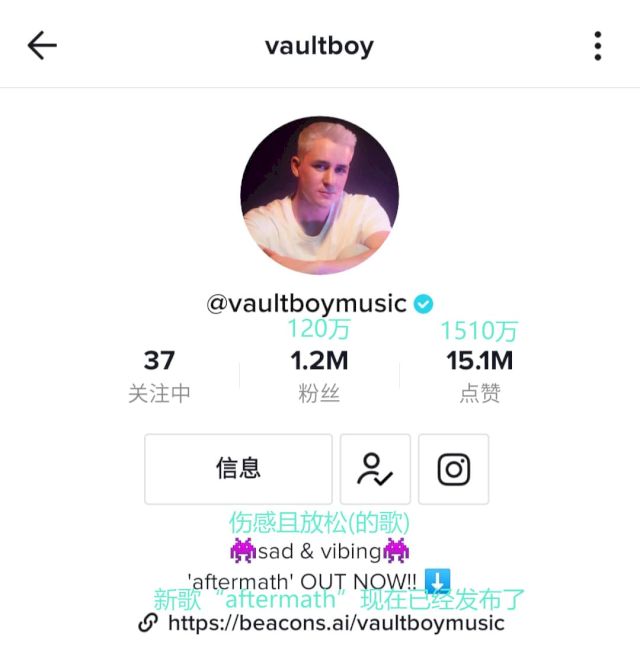 vaultboy
@vaultboymusic
120万 1510万
37 1.2M 15.1M
关注中 粉丝 点赞
信息
伤感且放松(的歌)
👾sad & vibing👾
'aftermath' OUT NOW!! ⬇️
新歌“aftermath”现在已经发布了
https://beacons.ai/vaultboymusic